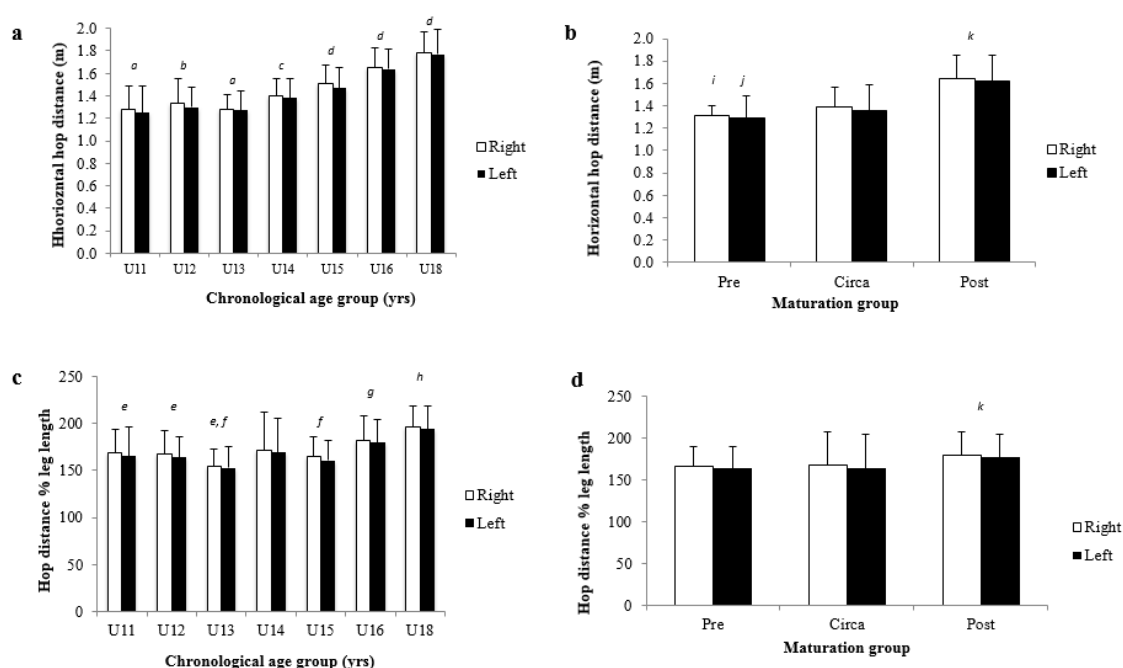 a
Hhoriozntal hop distance (m)
2.0
1.8
1.6
1.4
1.2
1.0
0.8
0.6
0.4
0.2
0.0
a
b
a
c
d
d
d
U11 U12 U13 U14 U15 U16 U18
Chronological age group (yrs)
Right
Left
b
Horizontal hop distance (m)
2.0
1.8
1.6
1.4
1.2
1.0
0.8
0.6
0.4
0.2
0.0
i
j
k
Pre Circa Post
Maturation group
Right
Left
c
Hop distance % leg length
250
200
150
100
50
0
e
e
e, f
f
g
h
U11 U12 U13 U14 U15 U16 U18
Chronological age group (yrs)
Right
Left
d
Hop distance % leg length
250
200
150
100
50
0
k
Pre Circa Post
Maturation group
Right
Left